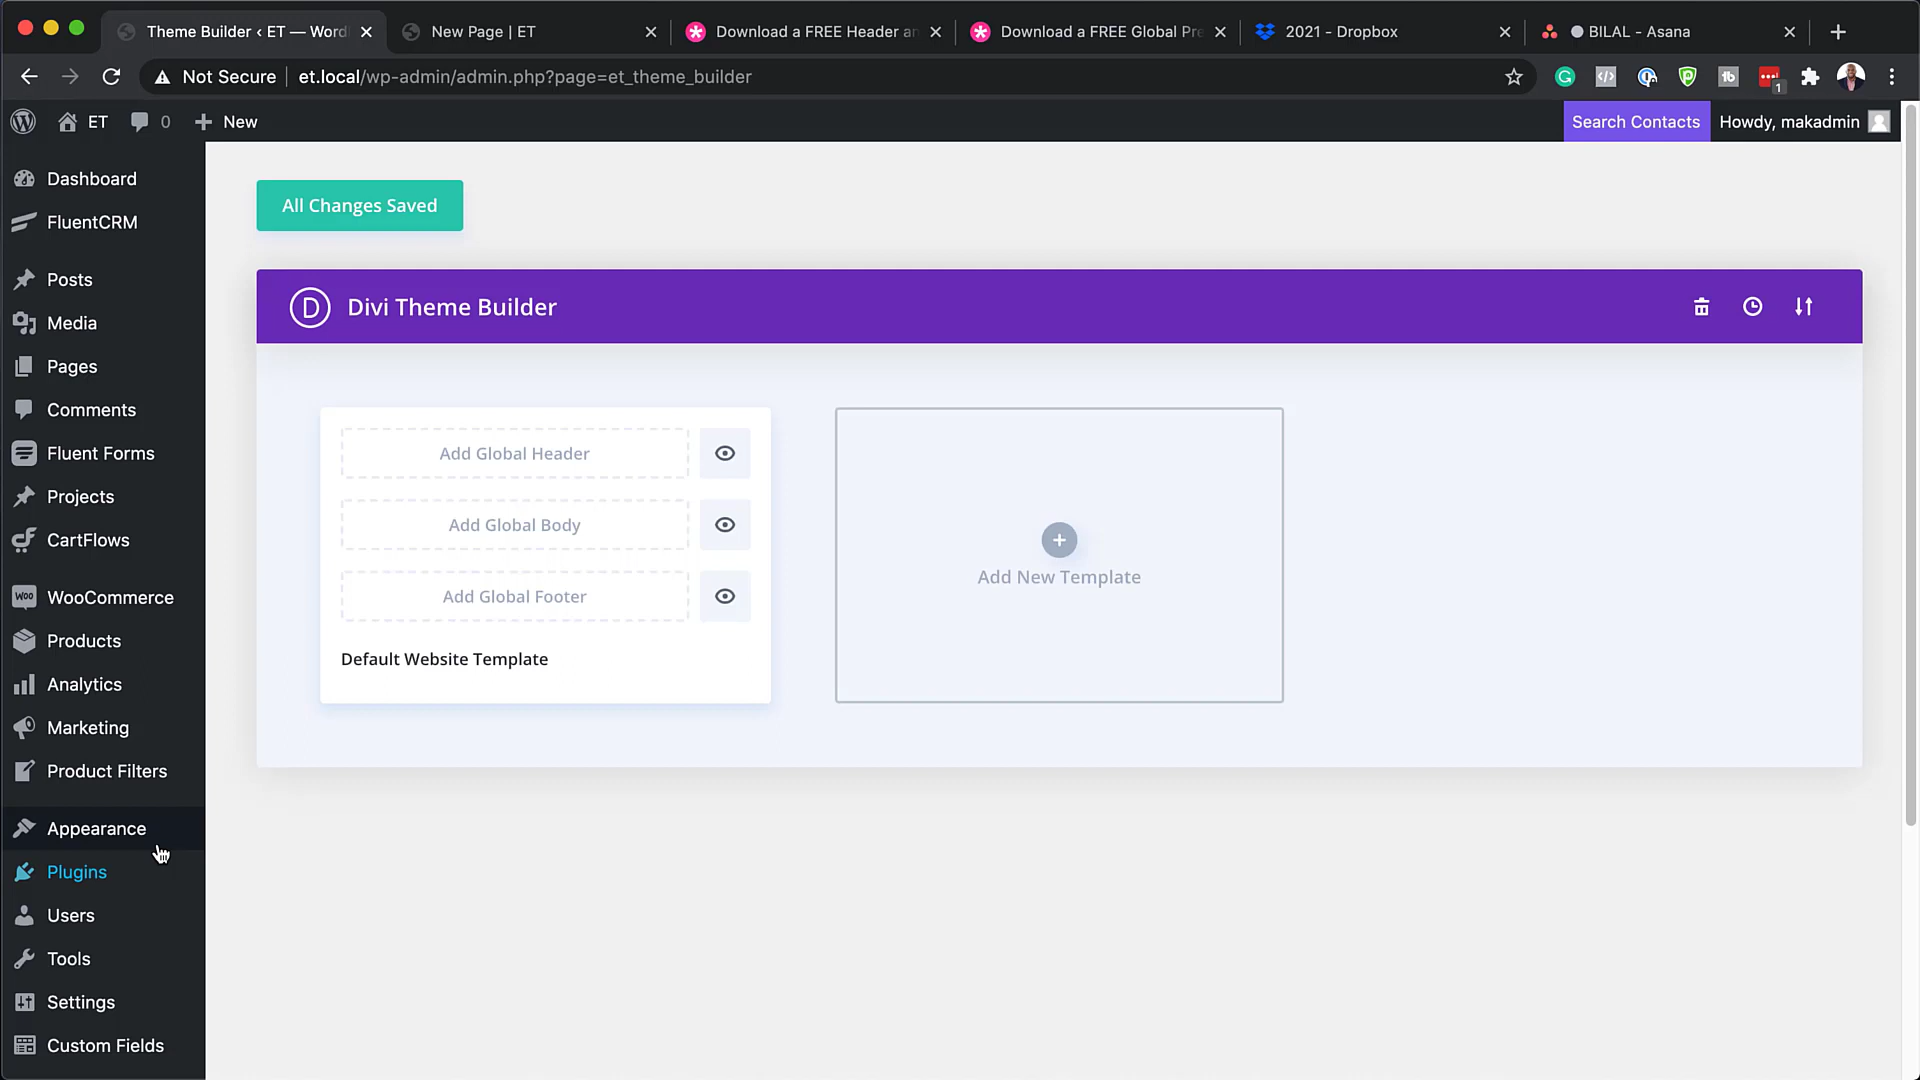 Theme Builder ‹ ET — Word
New Page | ET
Download a FREE Header an
Download a FREE Global Pre
2021 - Dropbox
BILAL - Asana
Not Secure
et.local/wp-admin/admin.php?page=et_theme_builder
1
ET
0
New
Search Contacts
Howdy, makadmin
Dashboard
FluentCRM
Posts
Media
Pages
Comments
Fluent Forms
Projects
CartFlows
WooCommerce
Products
Analytics
Marketing
Product Filters
Appearance
Plugins
Users
Tools
Settings
Custom Fields
All Changes Saved
D
Divi Theme Builder
Add Global Header
Add Global Body
Add Global Footer
Default Website Template
Add New Template